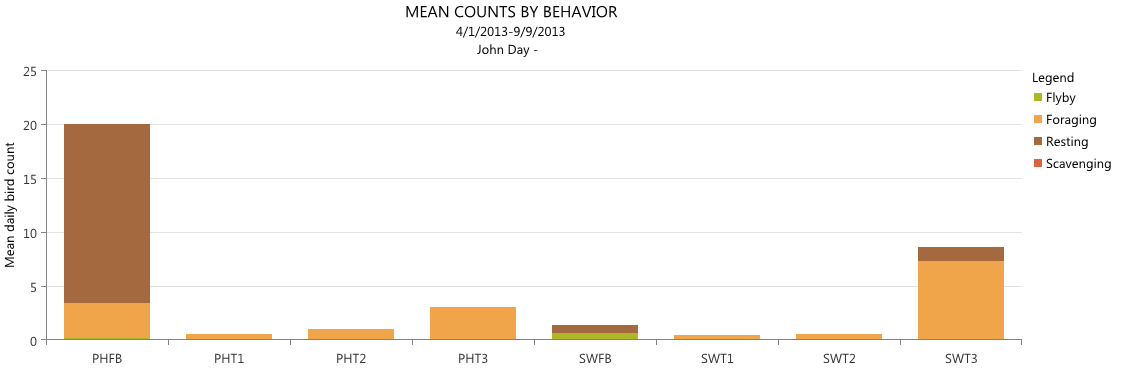 MEAN COUNTS BY BEHAVIOR
4/1/2013-9/9/2013
John Day -
Mean daily bird count
25
20
15
10
5
0
PHFB PHT1 PHT2 PHT3 SWFB SWT1 SWT2 SWT3
Legend
Flyby
Foraging
Resting
Scavenging